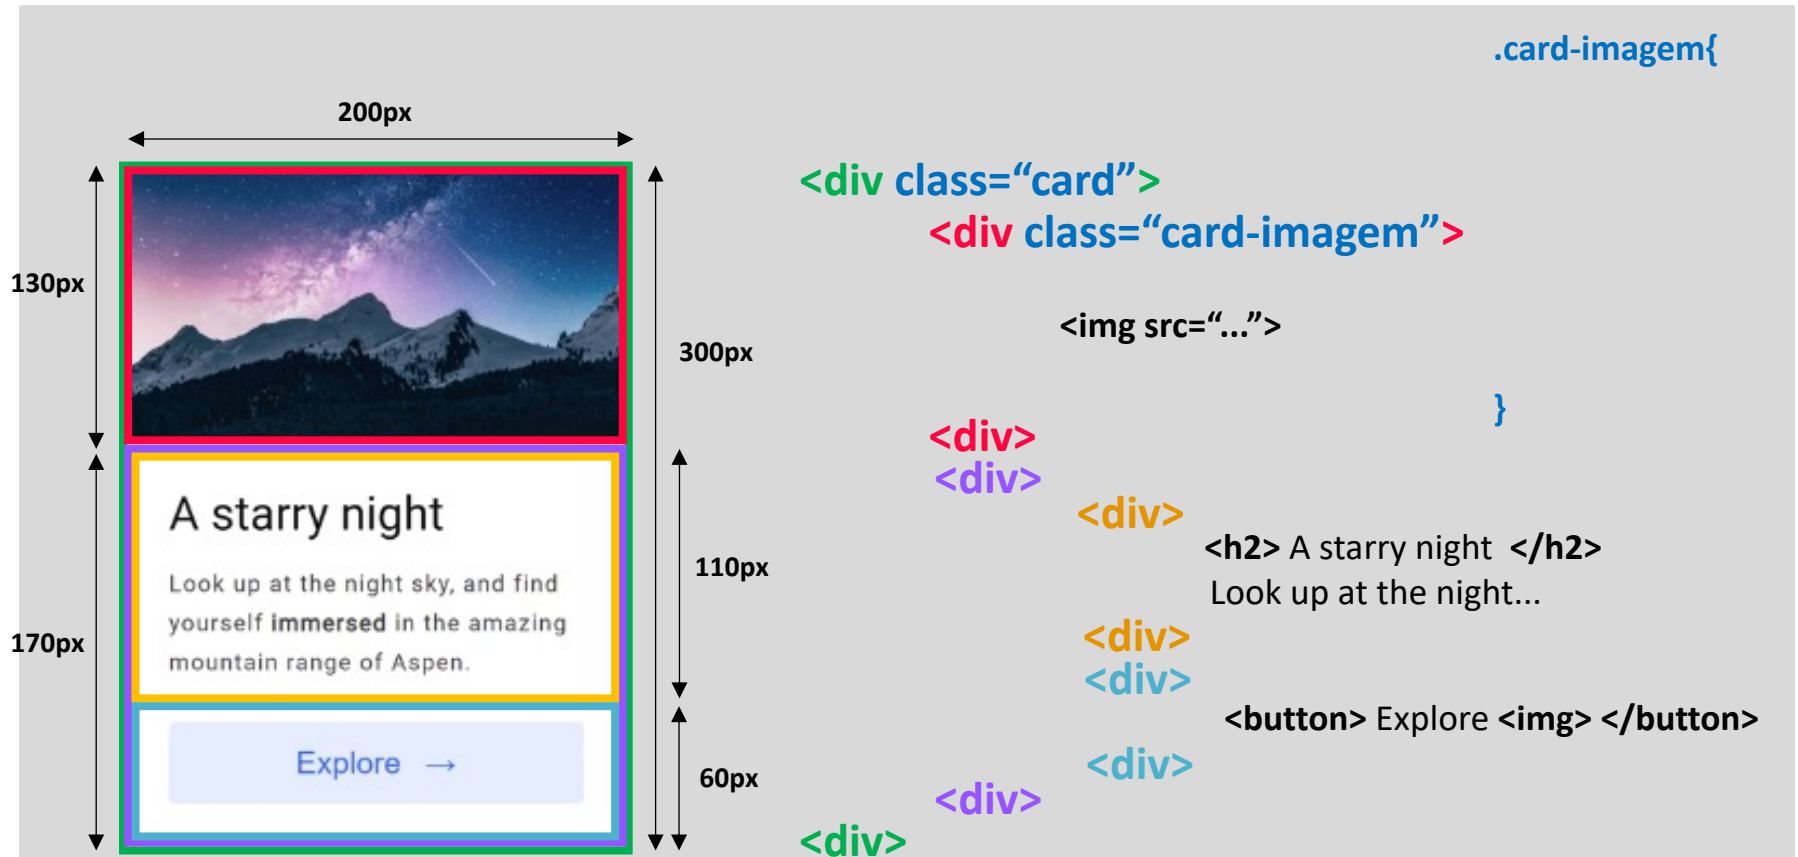 .card-imagem{
200px
<div class=“card”>
<div class=“card-imagem”>
130px
<img src=“...”>
300px
}
<div>
<div>
A starry night
<div>
<h2> A starry night </h2>
110px
Look up at the night sky, and find
Look up at the night...
yourself immersed in the amazing
170px
<div>
mountain range of Aspen.
<div>
<button> Explore <img> </button>
Explore →
60px
<div>
<div>
<div>